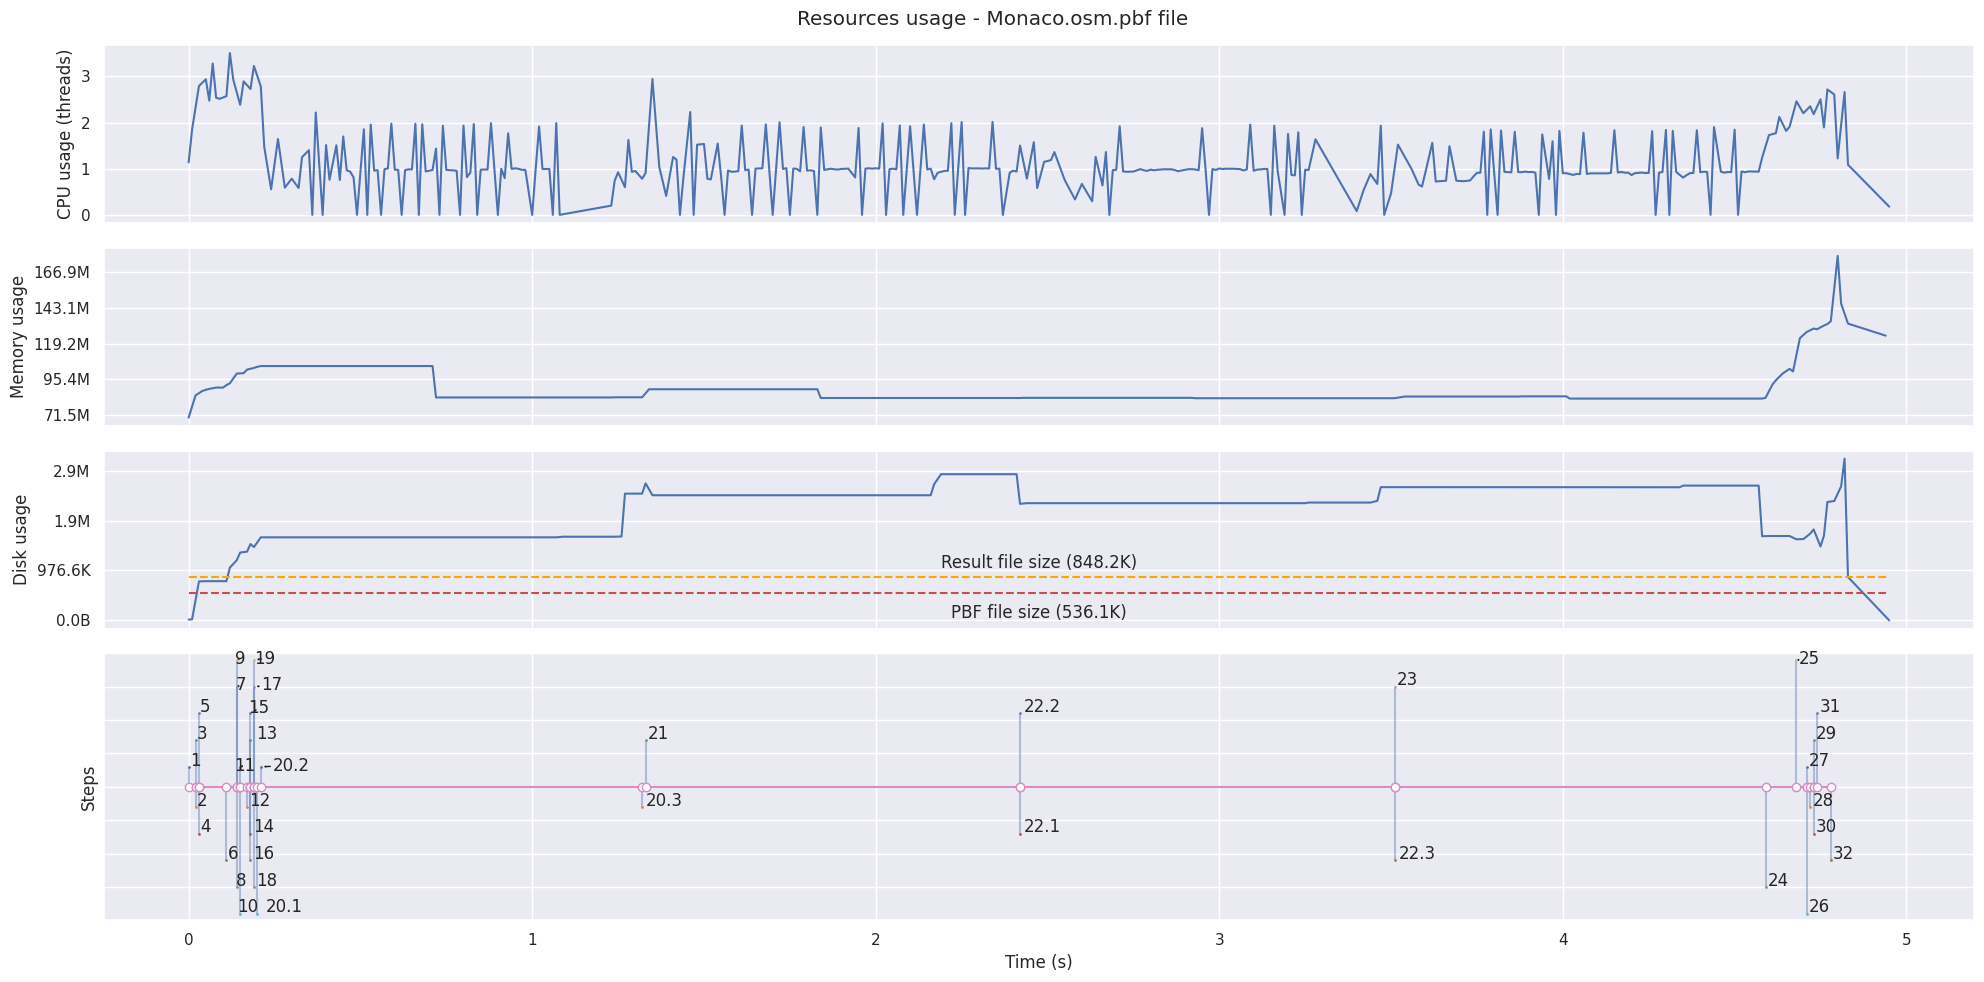 Resources usage - Monaco.osm.pbf file
CPU usage (threads)
3
2
1
0
Memory usage
166.9M
143.1M
119.2M
95.4M
71.5M
Disk usage
2.9M
1.9M
976.6K
0.0B
Result file size (848.2K)
PBF file size (536.1K)
Steps
9 19 25
7 17 23
5 15 22.2 31
3 13 21 29
1 11 20.2 27
2 12 20.3 28
4 14 22.1 30
6 16 22.3 32
8 18 24
10 20.1 26
0 1 2 3 4 5
Time (s)